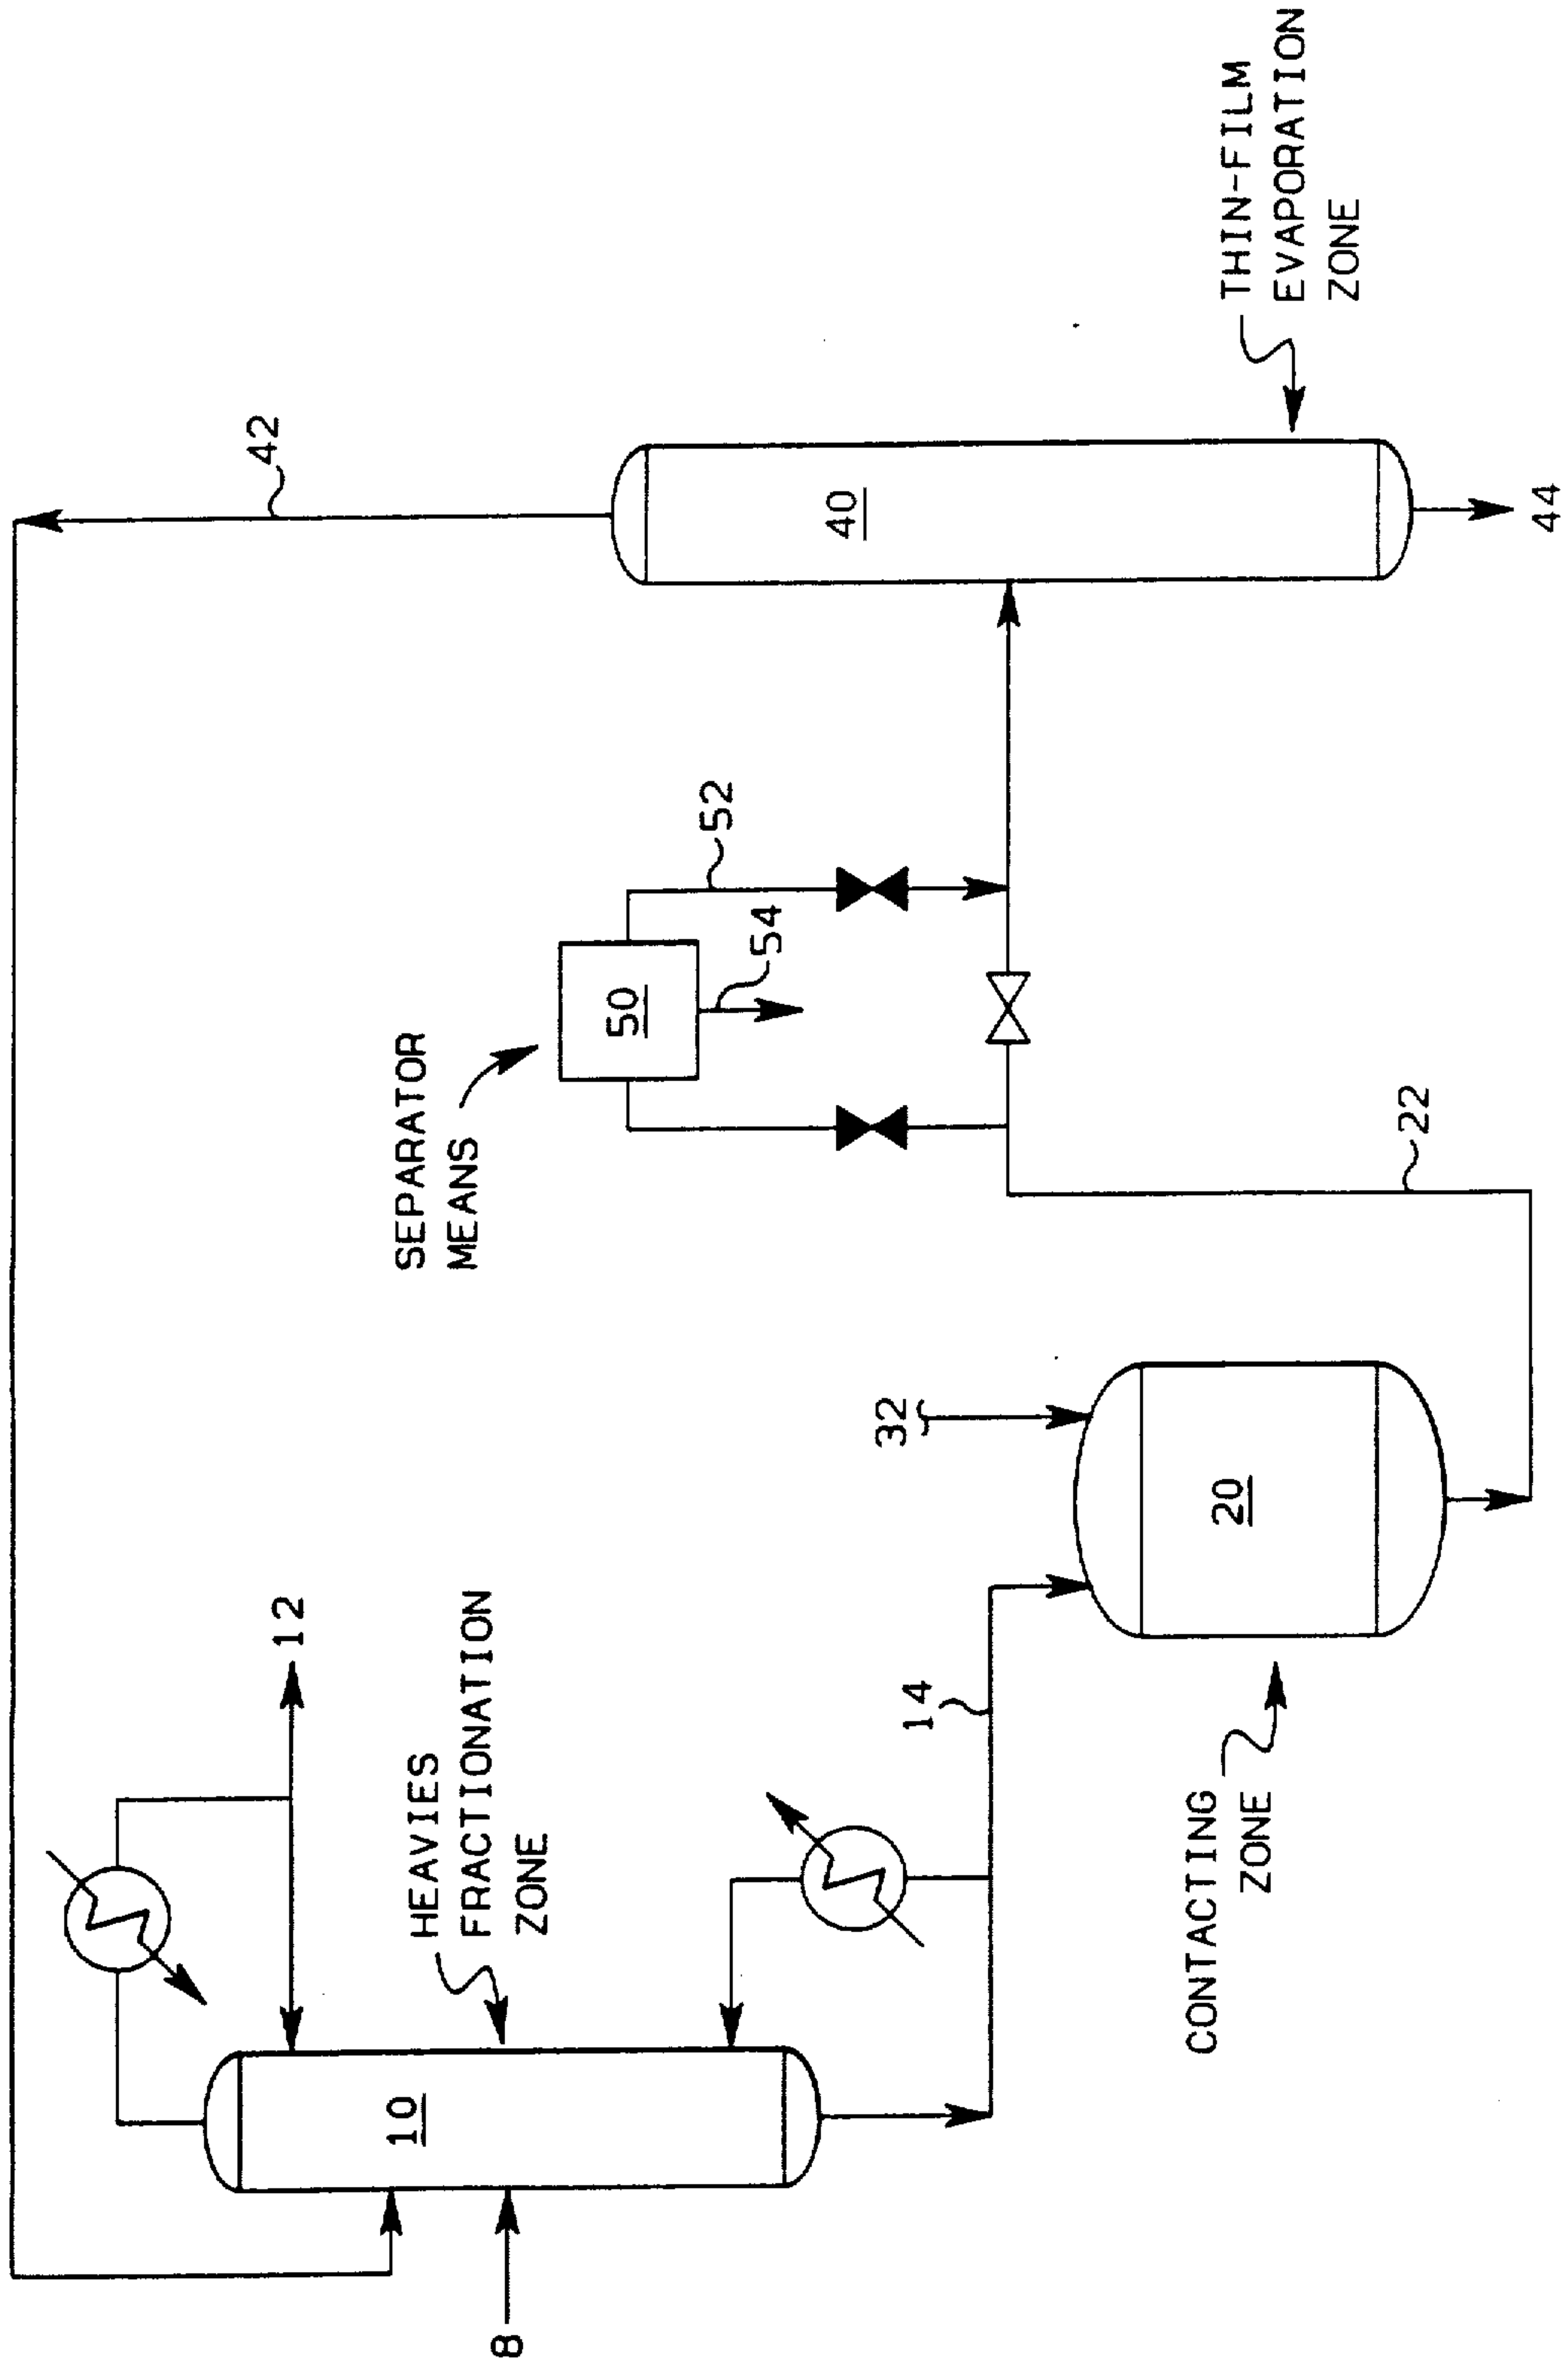 42
12
HEAVIES
FRACTIONATION
ZONE
10
8
14
SEPARATOR
MEANS
50
52
54
32
20
CONTACTING
ZONE
22
40
THIN-FILM
EVAPORATION
ZONE
44